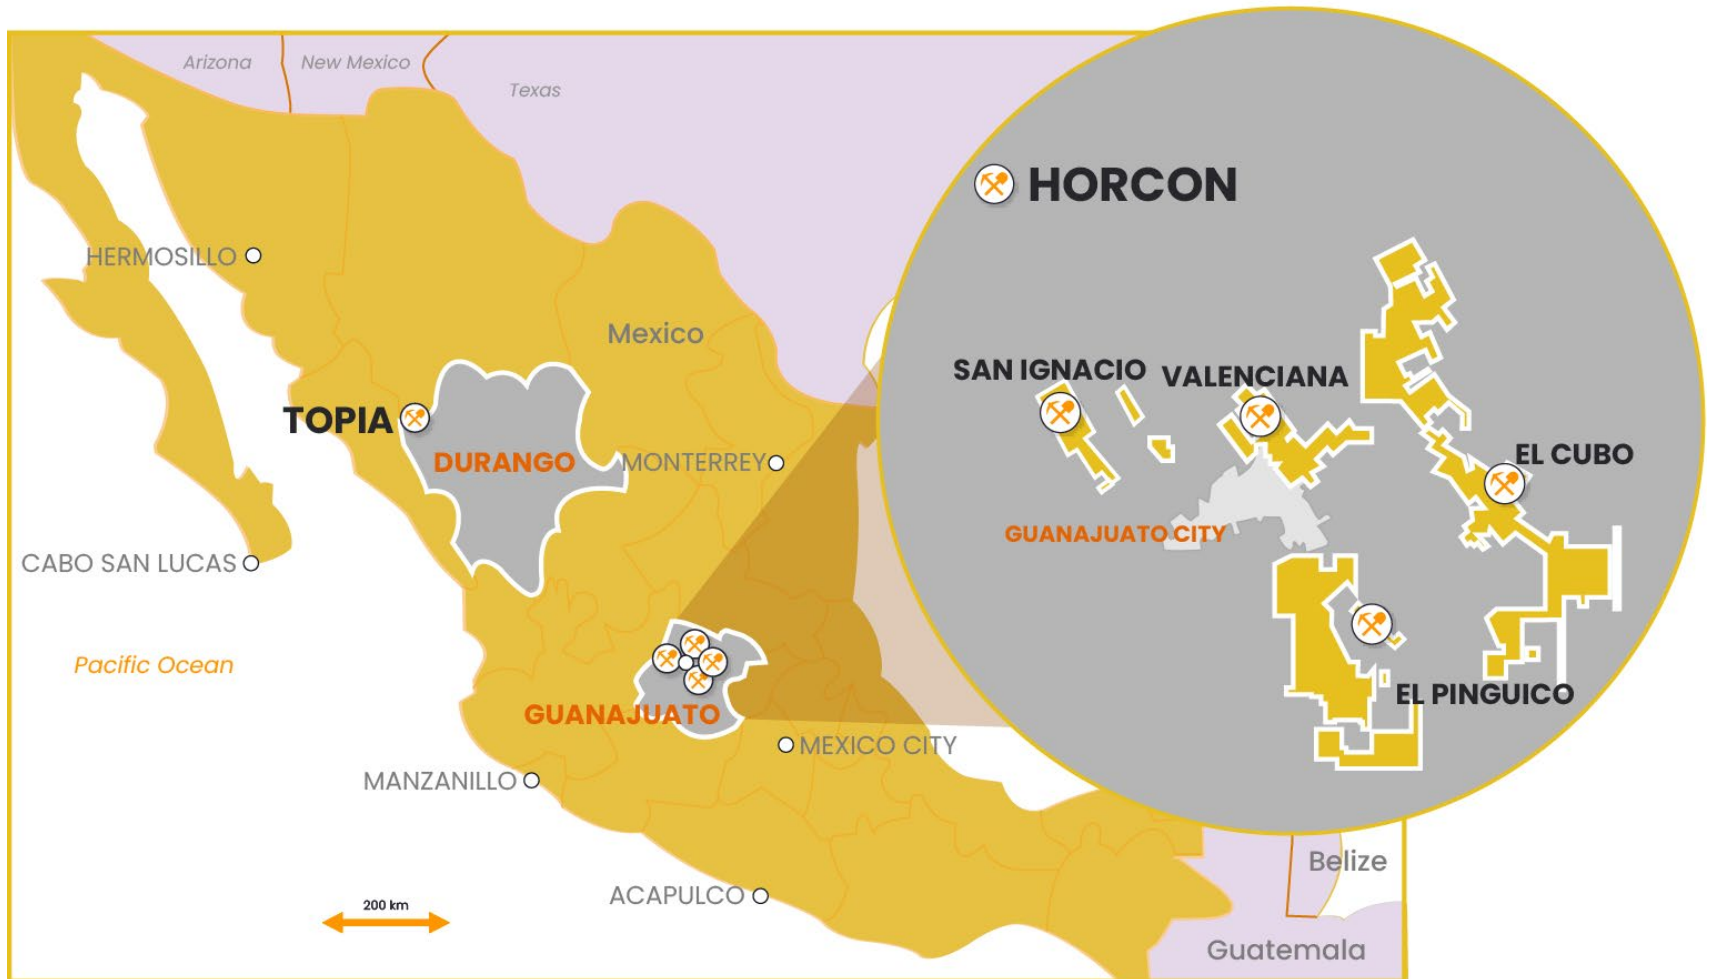 Arizona
New Mexico
Texas
HORCON
HERMOSILLO
Mexico
SAN IGNACIO
VALENCIANA
TOPIA
DURANGO
MONTERREY
EL CUBO
GUANAJUATO CITY
CABO SAN LUCAS
Pacific Ocean
EL PINGUICO
GUANAJUATO
MEXICO CITY
MANZANILLO
Belize
ACAPULCO
200 km
Guatemala